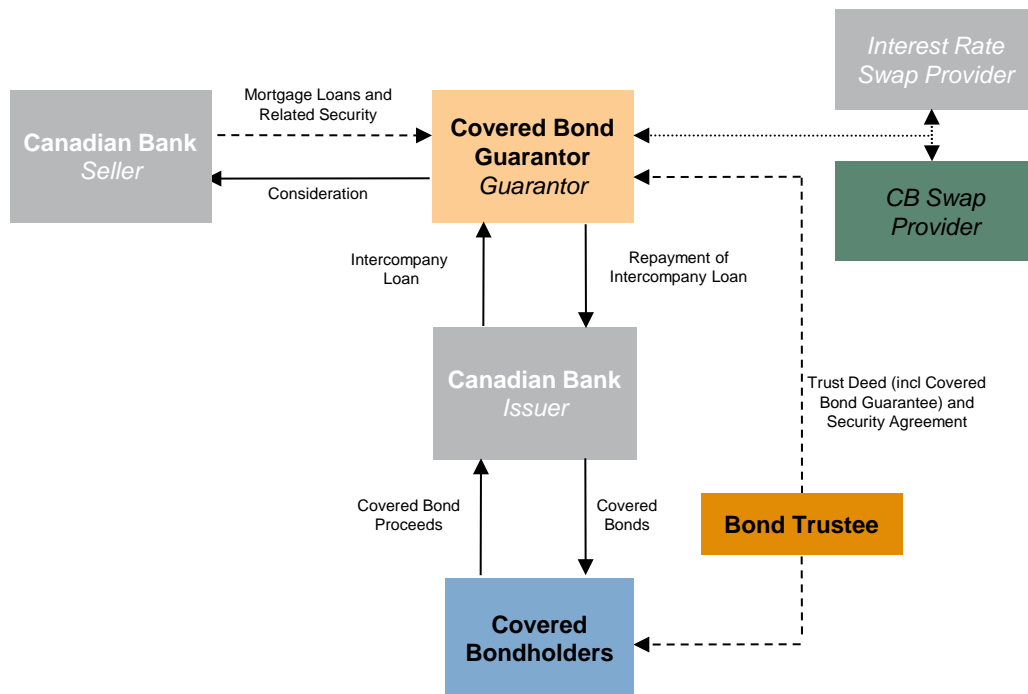 Interest Rate
Swap Provider
Mortgage Loans and
Related Security
Canadian Bank
Seller
Covered Bond
Guarantor
Guarantor
Consideration
CB Swap
Provider
Intercompany
Loan
Repayment of
Intercompany Loan
Canadian Bank
Issuer
Trust Deed (incl Covered
Bond Guarantee) and
Security Agreement
Covered Bond
Proceeds
Covered
Bonds
Bond Trustee
Covered
Bondholders